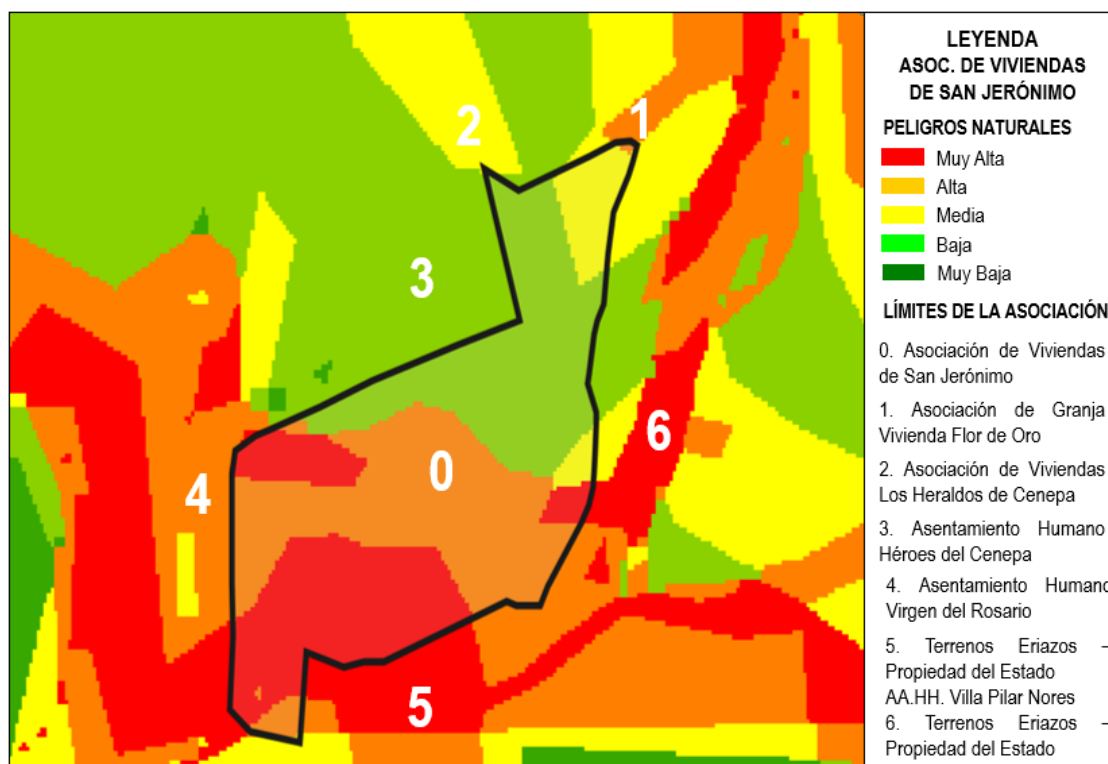 2
1
3
0
6
4
5
LEYENDA
ASOC. DE VIVIENDAS
DE SAN JERÓNIMO
PELIGROS NATURALES
Muy Alta
Alta
Media
Baja
Muy Baja
LÍMITES DE LA ASOCIACIÓN
0. Asociación de Viviendas
de San Jerónimo
1. Asociación de Granja
Vivienda Flor de Oro
2. Asociación de Viviendas
Los Heraldos de Cenepa
3. Asentamiento Humano
Héroes del Cenepa
4. Asentamiento Humano
Virgen del Rosario
5. Terrenos Eriazos –
Propiedad del Estado
AA.HH. Villa Pilar Nores
6. Terrenos Eriazos –
Propiedad del Estado